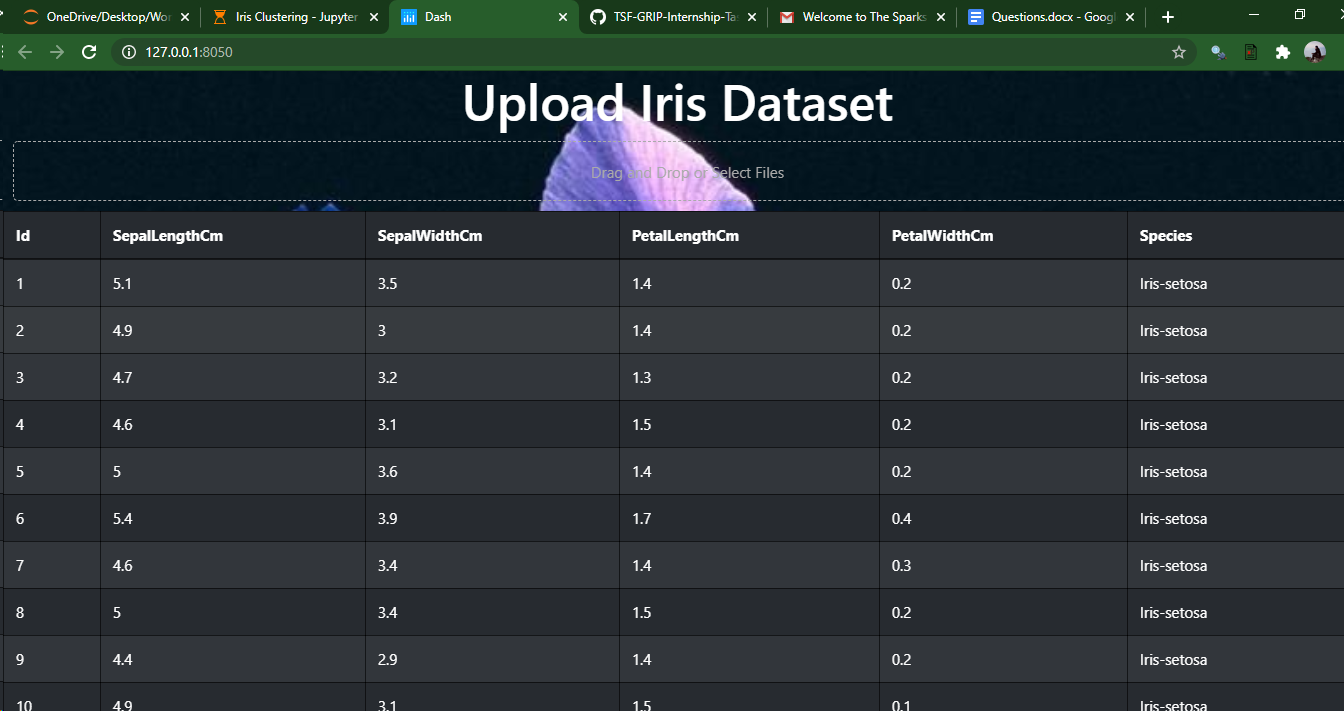 OneDrive/Desktop/Wor Iris Clustering - Jupyter Dash TSF-GRIP-Internship-Ta Welcome to The Sparks Questions.docx - Googl
127.0.0.1:8050
Upload Iris Dataset
Drag and Drop or Select Files
Id SepalLengthCm SepalWidthCm PetalLengthCm PetalWidthCm Species
1 5.1 3.5 1.4 0.2 Iris-setosa
2 4.9 3 1.4 0.2 Iris-setosa
3 4.7 3.2 1.3 0.2 Iris-setosa
4 4.6 3.1 1.5 0.2 Iris-setosa
5 5 3.6 1.4 0.2 Iris-setosa
6 5.4 3.9 1.7 0.4 Iris-setosa
7 4.6 3.4 1.4 0.3 Iris-setosa
8 5 3.4 1.5 0.2 Iris-setosa
9 4.4 2.9 1.4 0.2 Iris-setosa
10 4.9 3.1 1.5 0.1 Iris-setosa